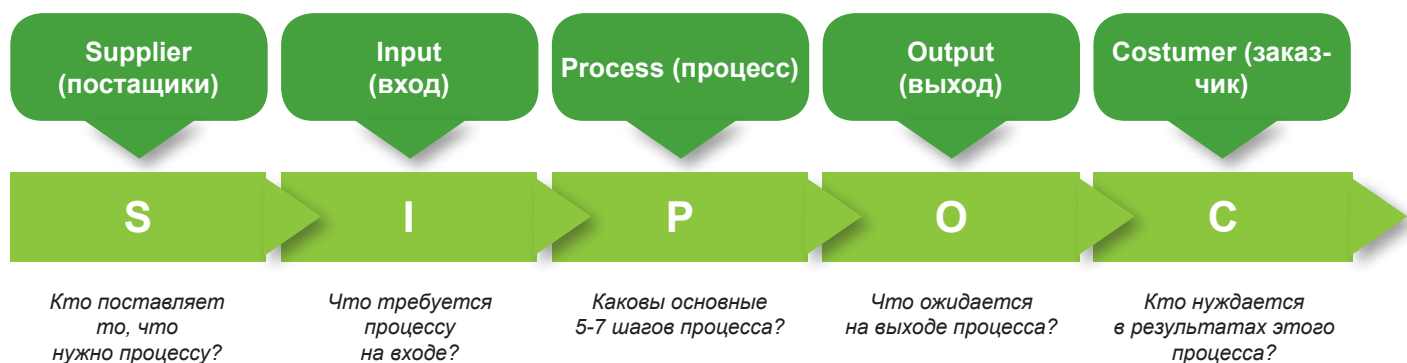 Supplier
(постащики)
Input
(вход)
Process (процесс)
Output
(выход)
Costumer (заказ-
чик)
S
I
P
O
C
Кто поставляет
то, что
нужно процессу?
Что требуется
процессу
на входе?
Каковы основные
5-7 шагов процесса?
Что ожидается
на выходе процесса?
Кто нуждается
в результатах этого
процесса?